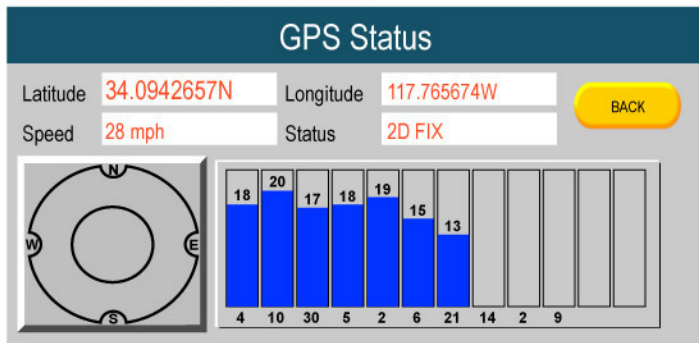 GPS Status
Latitude 34.0942657N Longitude 117.765674W
BACK
Speed 28 mph Status 2D FIX
N
W E
S
18 20 17 18 19 15 13
4 10 30 5 2 6 21 14 2 9